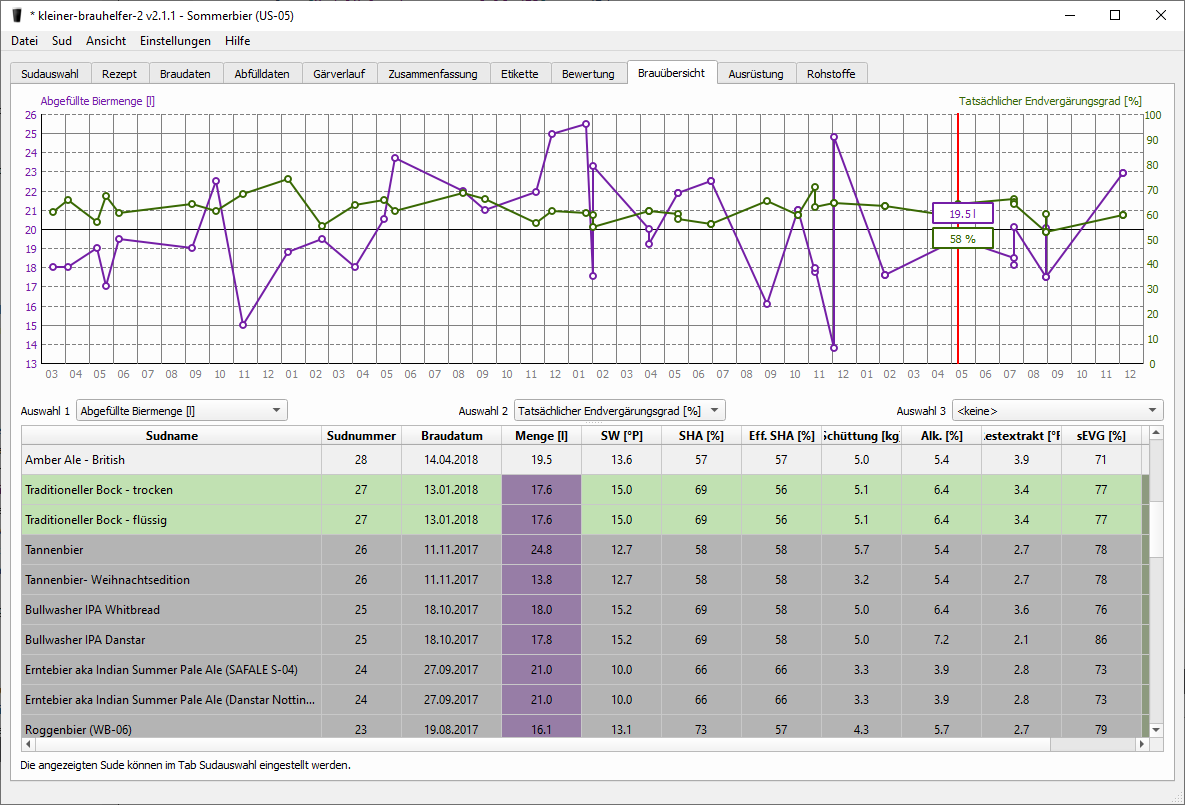 * kleiner-brauhelfer-2 v2.1.1 - Sommerbier (US-05)
Datei Sud Ansicht Einstellungen Hilfe
Sudauswahl Rezept Braudaten Abfülldaten Gärverlauf Zusammenfassung Etikette Bewertung Brauübersicht Ausrüstung Rohstoffe
Abgefüllte Biermenge [l] Tatsächlicher Endvergärungsgrad [%]
26 100
25 90
24 80
23 70
22 60
21 50
20 40
19 30
18 20
17 10
16 0
15
14
13
19.5 l
58 %
03 04 05 06 07 08 09 10 11 12 01 02 03 04 05 06 07 08 09 10 11 12 01 02 03 04 05 06 07 08 09 10 11 12 01 02 03 04 05 06 07 08 09 10 11 12
Auswahl 1 Abgefüllte Biermenge [l] Auswahl 2 Tatsächlicher Endvergärungsgrad [%] Auswahl 3 <keine>
Sudname Sudnummer Braudatum Menge [l] SW [°P] SHA [%] Eff. SHA [%] chüttung [kg Alk. [%] estextrakt [° sEVG [%]
Amber Ale - British 28 14.04.2018 19.5 13.6 57 57 5.0 5.4 3.9 71
Traditioneller Bock - trocken 27 13.01.2018 17.6 15.0 69 56 5.1 6.4 3.4 77
Traditioneller Bock - flüssig 27 13.01.2018 17.6 15.0 69 56 5.1 6.4 3.4 77
Tannenbier 26 11.11.2017 24.8 12.7 58 58 5.7 5.4 2.7 78
Tannenbier- Weihnachtsedition 26 11.11.2017 13.8 12.7 58 58 3.2 5.4 2.7 78
Bullwasher IPA Whitbread 25 18.10.2017 18.0 15.2 69 58 5.0 6.4 3.6 76
Bullwasher IPA Danstar 25 18.10.2017 17.8 15.2 69 58 5.0 7.2 2.1 86
Erntebier aka Indian Summer Pale Ale (SAFALE S-04) 24 27.09.2017 21.0 10.0 66 66 3.3 3.9 2.8 73
Erntebier aka Indian Summer Pale Ale (Danstar Nottin... 24 27.09.2017 21.0 10.0 66 66 3.3 3.9 2.8 73
Roggenbier (WB-06) 23 19.08.2017 16.1 13.1 73 57 4.3 5.7 2.7 79
Die angezeigten Sude können im Tab Sudauswahl eingestellt werden.